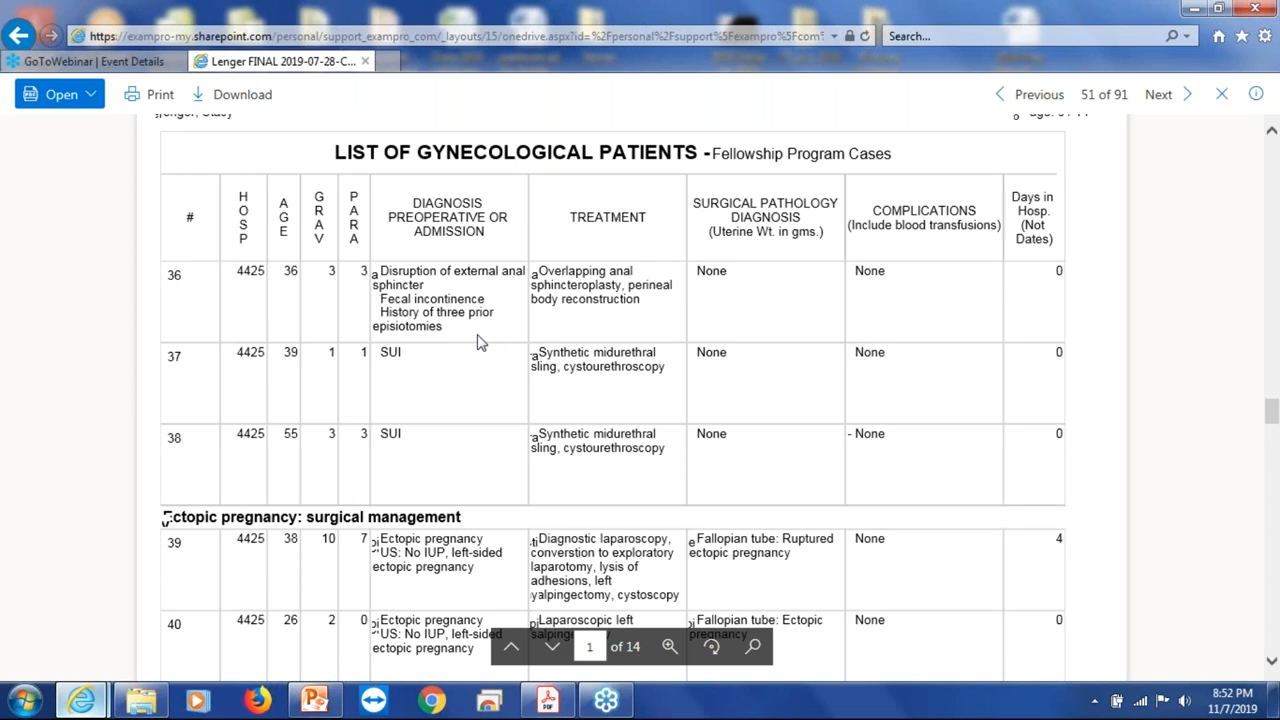 https://exampro-my.sharepoint.com/personal/support_exampro_com/_layouts/15/onedrive.aspx?id=%2Fpersonal%2Fsupport%5Fexampro%5Fcom'
Search...
GoToWebinar | Event Details
Lenger FINAL 2019-07-28-C...
Open
Print
Download
Previous
51 of 91
Next
LIST OF GYNECOLOGICAL PATIENTS - Fellowship Program Cases
#
HOSP
AGE
GRAV
PARA
DIAGNOSIS
PREOPERATIVE OR
ADMISSION
TREATMENT
SURGICAL PATHOLOGY
DIAGNOSIS
(Uterine Wt. in gms.)
COMPLICATIONS
(Include blood transfusions)
Days in
Hosp.
(Not
Dates)
36
4425
36
3
3
Disruption of external anal
sphincter
Fecal incontinence
History of three prior
episiotomies
Overlapping anal
sphincteroplasty, perineal
body reconstruction
None
None
0
37
4425
39
1
1
SUI
Synthetic midurethral
sling, cystourethroscopy
None
None
0
38
4425
55
3
3
SUI
Synthetic midurethral
sling, cystourethroscopy
None
- None
0
Ectopic pregnancy: surgical management
39
4425
38
10
7
Ectopic pregnancy
US: No IUP, left-sided
ectopic pregnancy
Diagnostic laparoscopy,
converstion to exploratory
laparotomy, lysis of
adhesions, left
yalpingectomy, cystoscopy
Fallopian tube: Ruptured
ectopic pregnancy
None
4
40
4425
26
2
0
Ectopic pregnancy
US: No IUP, left-sided
ectopic pregnancy
Laparoscopic left
Fallopian tube: Ectopic
pregnancy
None
0
1
of 14
PDF
8:52 PM
11/7/2019